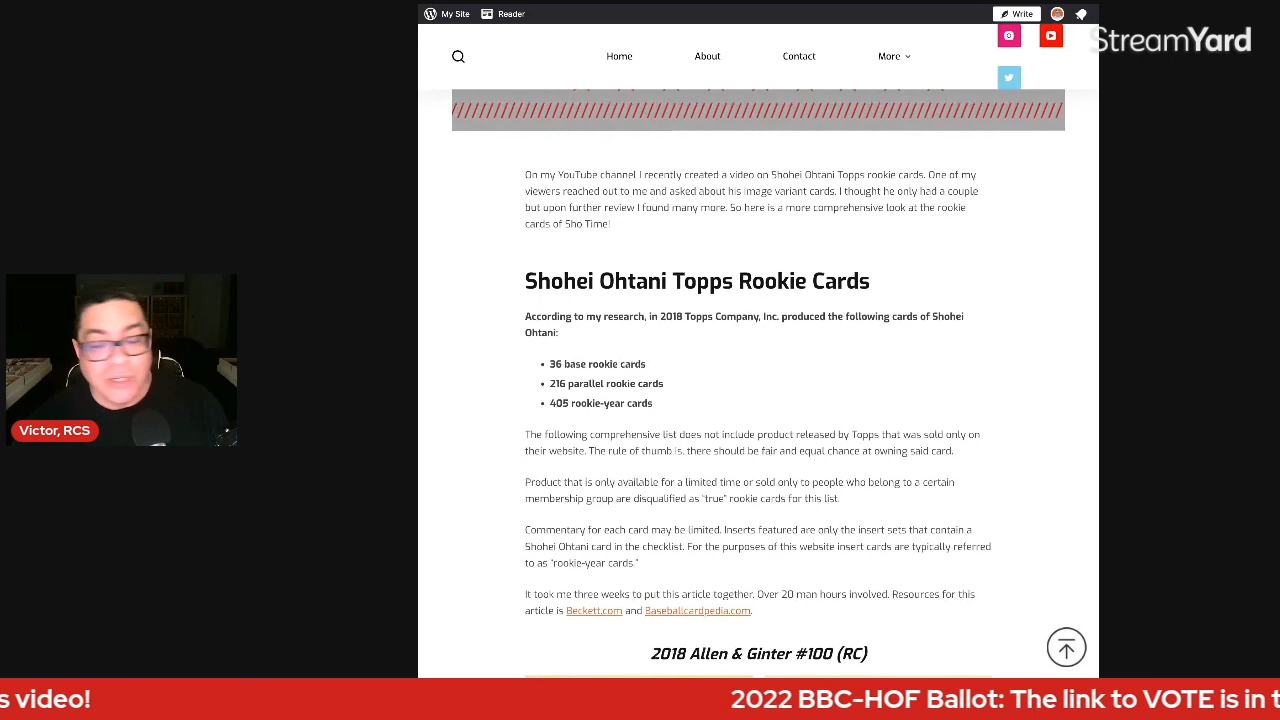 My Site
Reader
Write
StreamYard
Home
About
Contact
More
On my YouTube channel I recently created a video on Shohei Ohtani Topps rookie cards. One of my
viewers reached out to me and asked about his image variant cards. I thought he only had a couple
but upon further review I found many more. So here is a more comprehensive look at the rookie
cards of Sho Time!
Shohei Ohtani Topps Rookie Cards
According to my research, in 2018 Topps Company, Inc. produced the following cards of Shohei
Ohtani:
• 36 base rookie cards
• 216 parallel rookie cards
• 405 rookie-year cards
The following comprehensive list does not include product released by Topps that was sold only on
their website. The rule of thumb is, there should be fair and equal chance at owning said card.
Product that is only available for a limited time or sold only to people who belong to a certain
membership group are disqualified as "true" rookie cards for this list.
Commentary for each card may be limited. Inserts featured are only the insert sets that contain a
Shohei Ohtani card in the checklist. For the purposes of this website insert cards are typically referred
to as "rookie-year cards."
It took me three weeks to put this article together. Over 20 man hours involved. Resources for this
article is Beckett.com and Baseballcardpedia.com.
2018 Allen & Ginter #100 (RC)
Victor, RCS
s video!
2022 BBC-HOF Ballot: The link to VOTE is in t